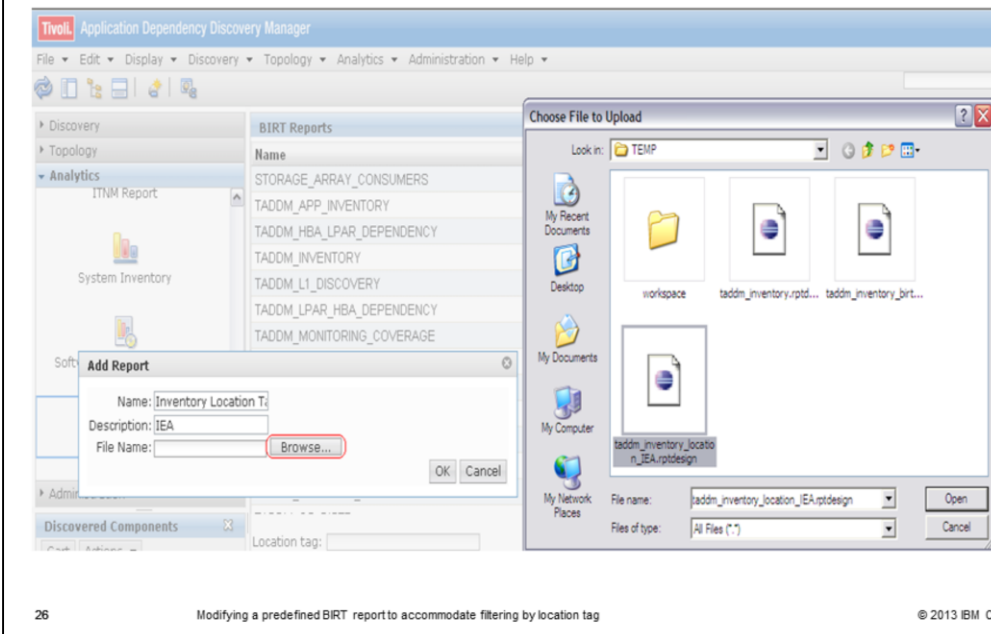 Tivoli. Application Dependency Discovery Manager
File Edit Display Discovery Topology Analytics Administration Help
Discovery
Topology
Analytics
ITNM Report
System Inventory
BIRT Reports
Name
STORAGE_ARRAY_CONSUMERS
TADDM_APP_INVENTORY
TADDM_HBA_LPAR_DEPENDENCY
TADDM_INVENTORY
TADDM_L1_DISCOVERY
TADDM_LPAR_HBA_DEPENDENCY
TADDM_MONITORING_COVERAGE
Soft
Add Report
Name: Inventory Location Ta
Description: IEA
File Name: Browse...
OK Cancel
Admin
Discovered Components
Cart Actions
Location tag:
Choose File to Upload
Look in: TEMP
My Recent
Documents
Desktop
My Documents
My Computer
My Network
Places
workspace
taddm_inventory.rptd...
taddm_inventory_birt...
taddm_inventory_locatio
n_IEA.rptdesign
File name: taddm_inventory_location_IEA.rptdesign Open
Files of type: All Files (*.*) Cancel
26 Modifying a predefined BIRT report to accommodate filtering by location tag © 2013 IBM C